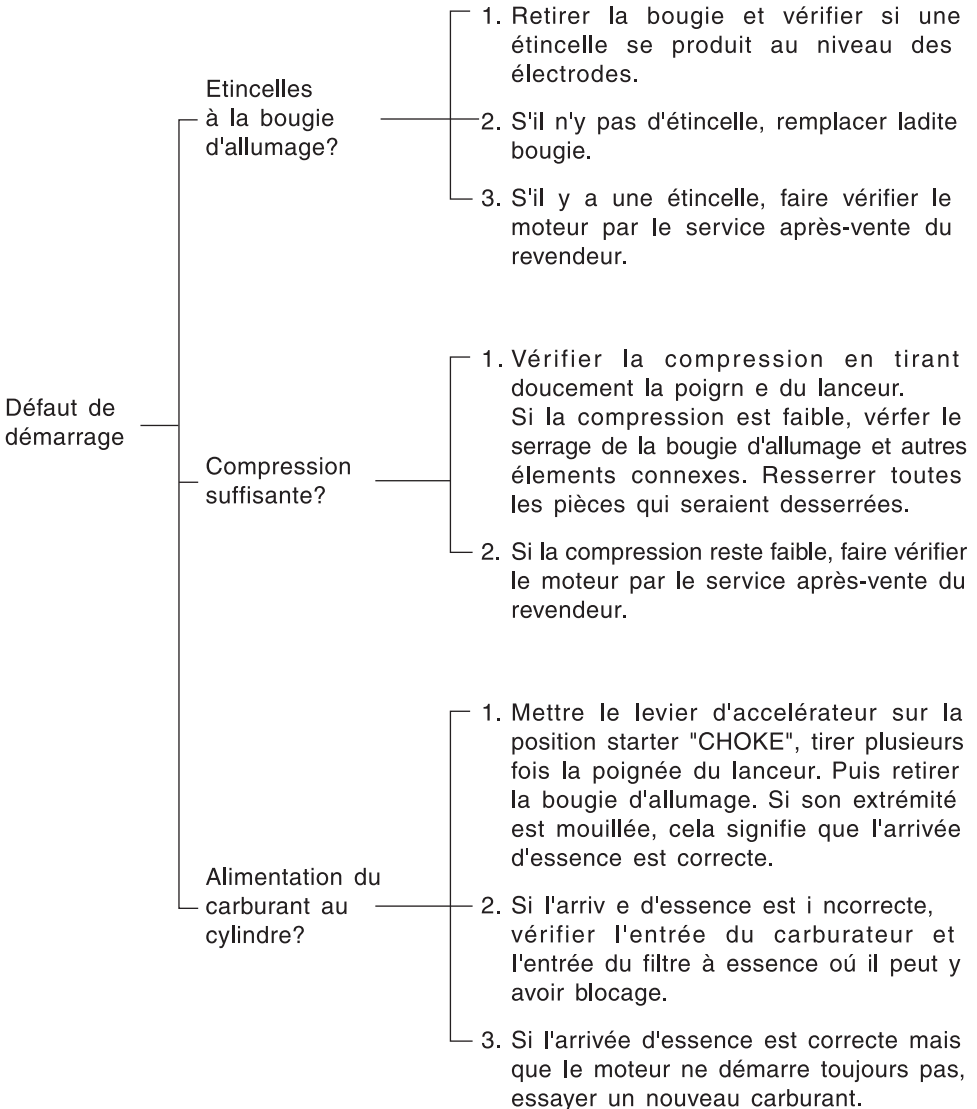 Défaut de
démarrage
Etincelles
à la bougie
d'allumage?
1. Retirer la bougie et vérifier si une
étincelle se produit au niveau des
électrodes.
2. S'il n'y pas d'étincelle, remplacer ladite
bougie.
3. S'il y a une étincelle, faire vérifier le
moteur par le service après-vente du
revendeur.
Compression
suffisante?
1. Vérifier la compression en tirant
doucement la poigrn e du lanceur.
Si la compression est faible, vérfer le
serrage de la bougie d'allumage et autres
élements connexes. Resserrer toutes
les pièces qui seraient desserrées.
2. Si la compression reste faible, faire vérifier
le moteur par le service après-vente du
revendeur.
Alimentation du
carburant au
cylindre?
1. Mettre le levier d'accelérateur sur la
position starter "CHOKE", tirer plusieurs
fois la poignée du lanceur. Puis retirer
la bougie d'allumage. Si son extrémité
est mouillée, cela signifie que l'arrivée
d'essence est correcte.
2. Si l'arriv e d'essence est i ncorrecte,
vérifier l'entrée du carburateur et
l'entrée du filtre à essence oú il peut y
avoir blocage.
3. Si l'arrivée d'essence est correcte mais
que le moteur ne démarre toujours pas,
essayer un nouveau carburant.